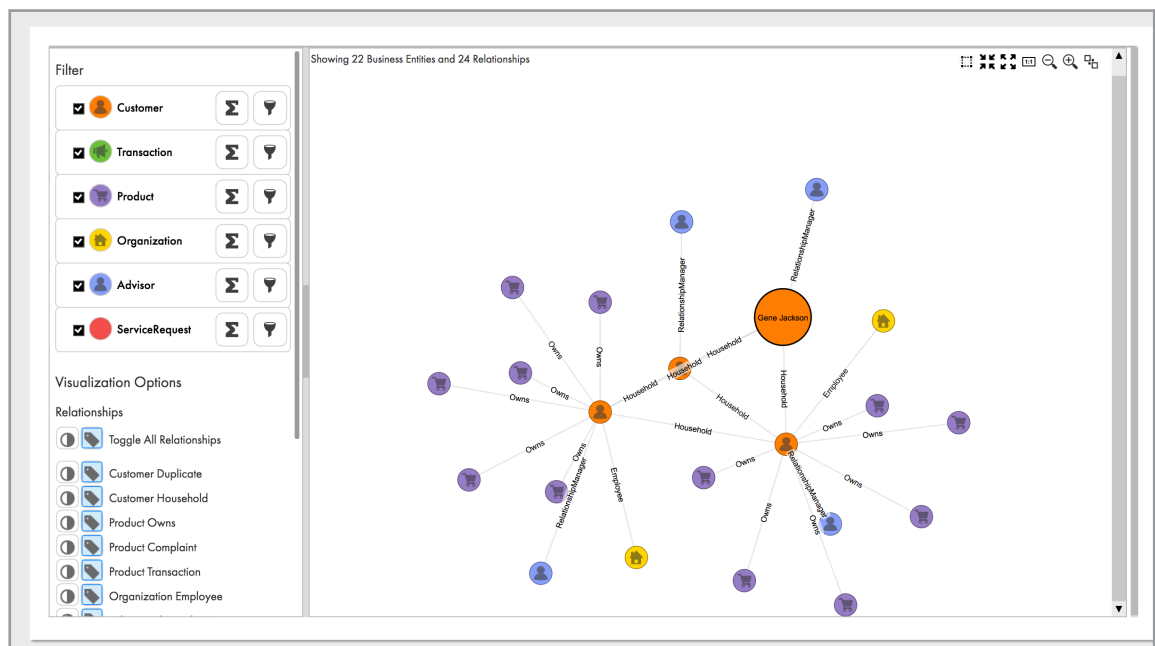 Filter
Customer
Transaction
Product
Organization
Advisor
ServiceRequest
Visualization Options
Relationships
Toggle All Relationships
Customer Duplicate
Customer Household
Product Owns
Product Complaint
Product Transaction
Organization Employee
Showing 22 Business Entities and 24 Relationships
1:1
RelationshipManager
RelationshipManager
Gene Jackson
Household
Household
Household
Household
Household
Household
Employee
Owns
Owns
Owns
Owns
Owns
Owns
Owns
Owns
Owns
Owns
RelationshipManager
Employee
Owns
RelationshipManager
Owns
Owns